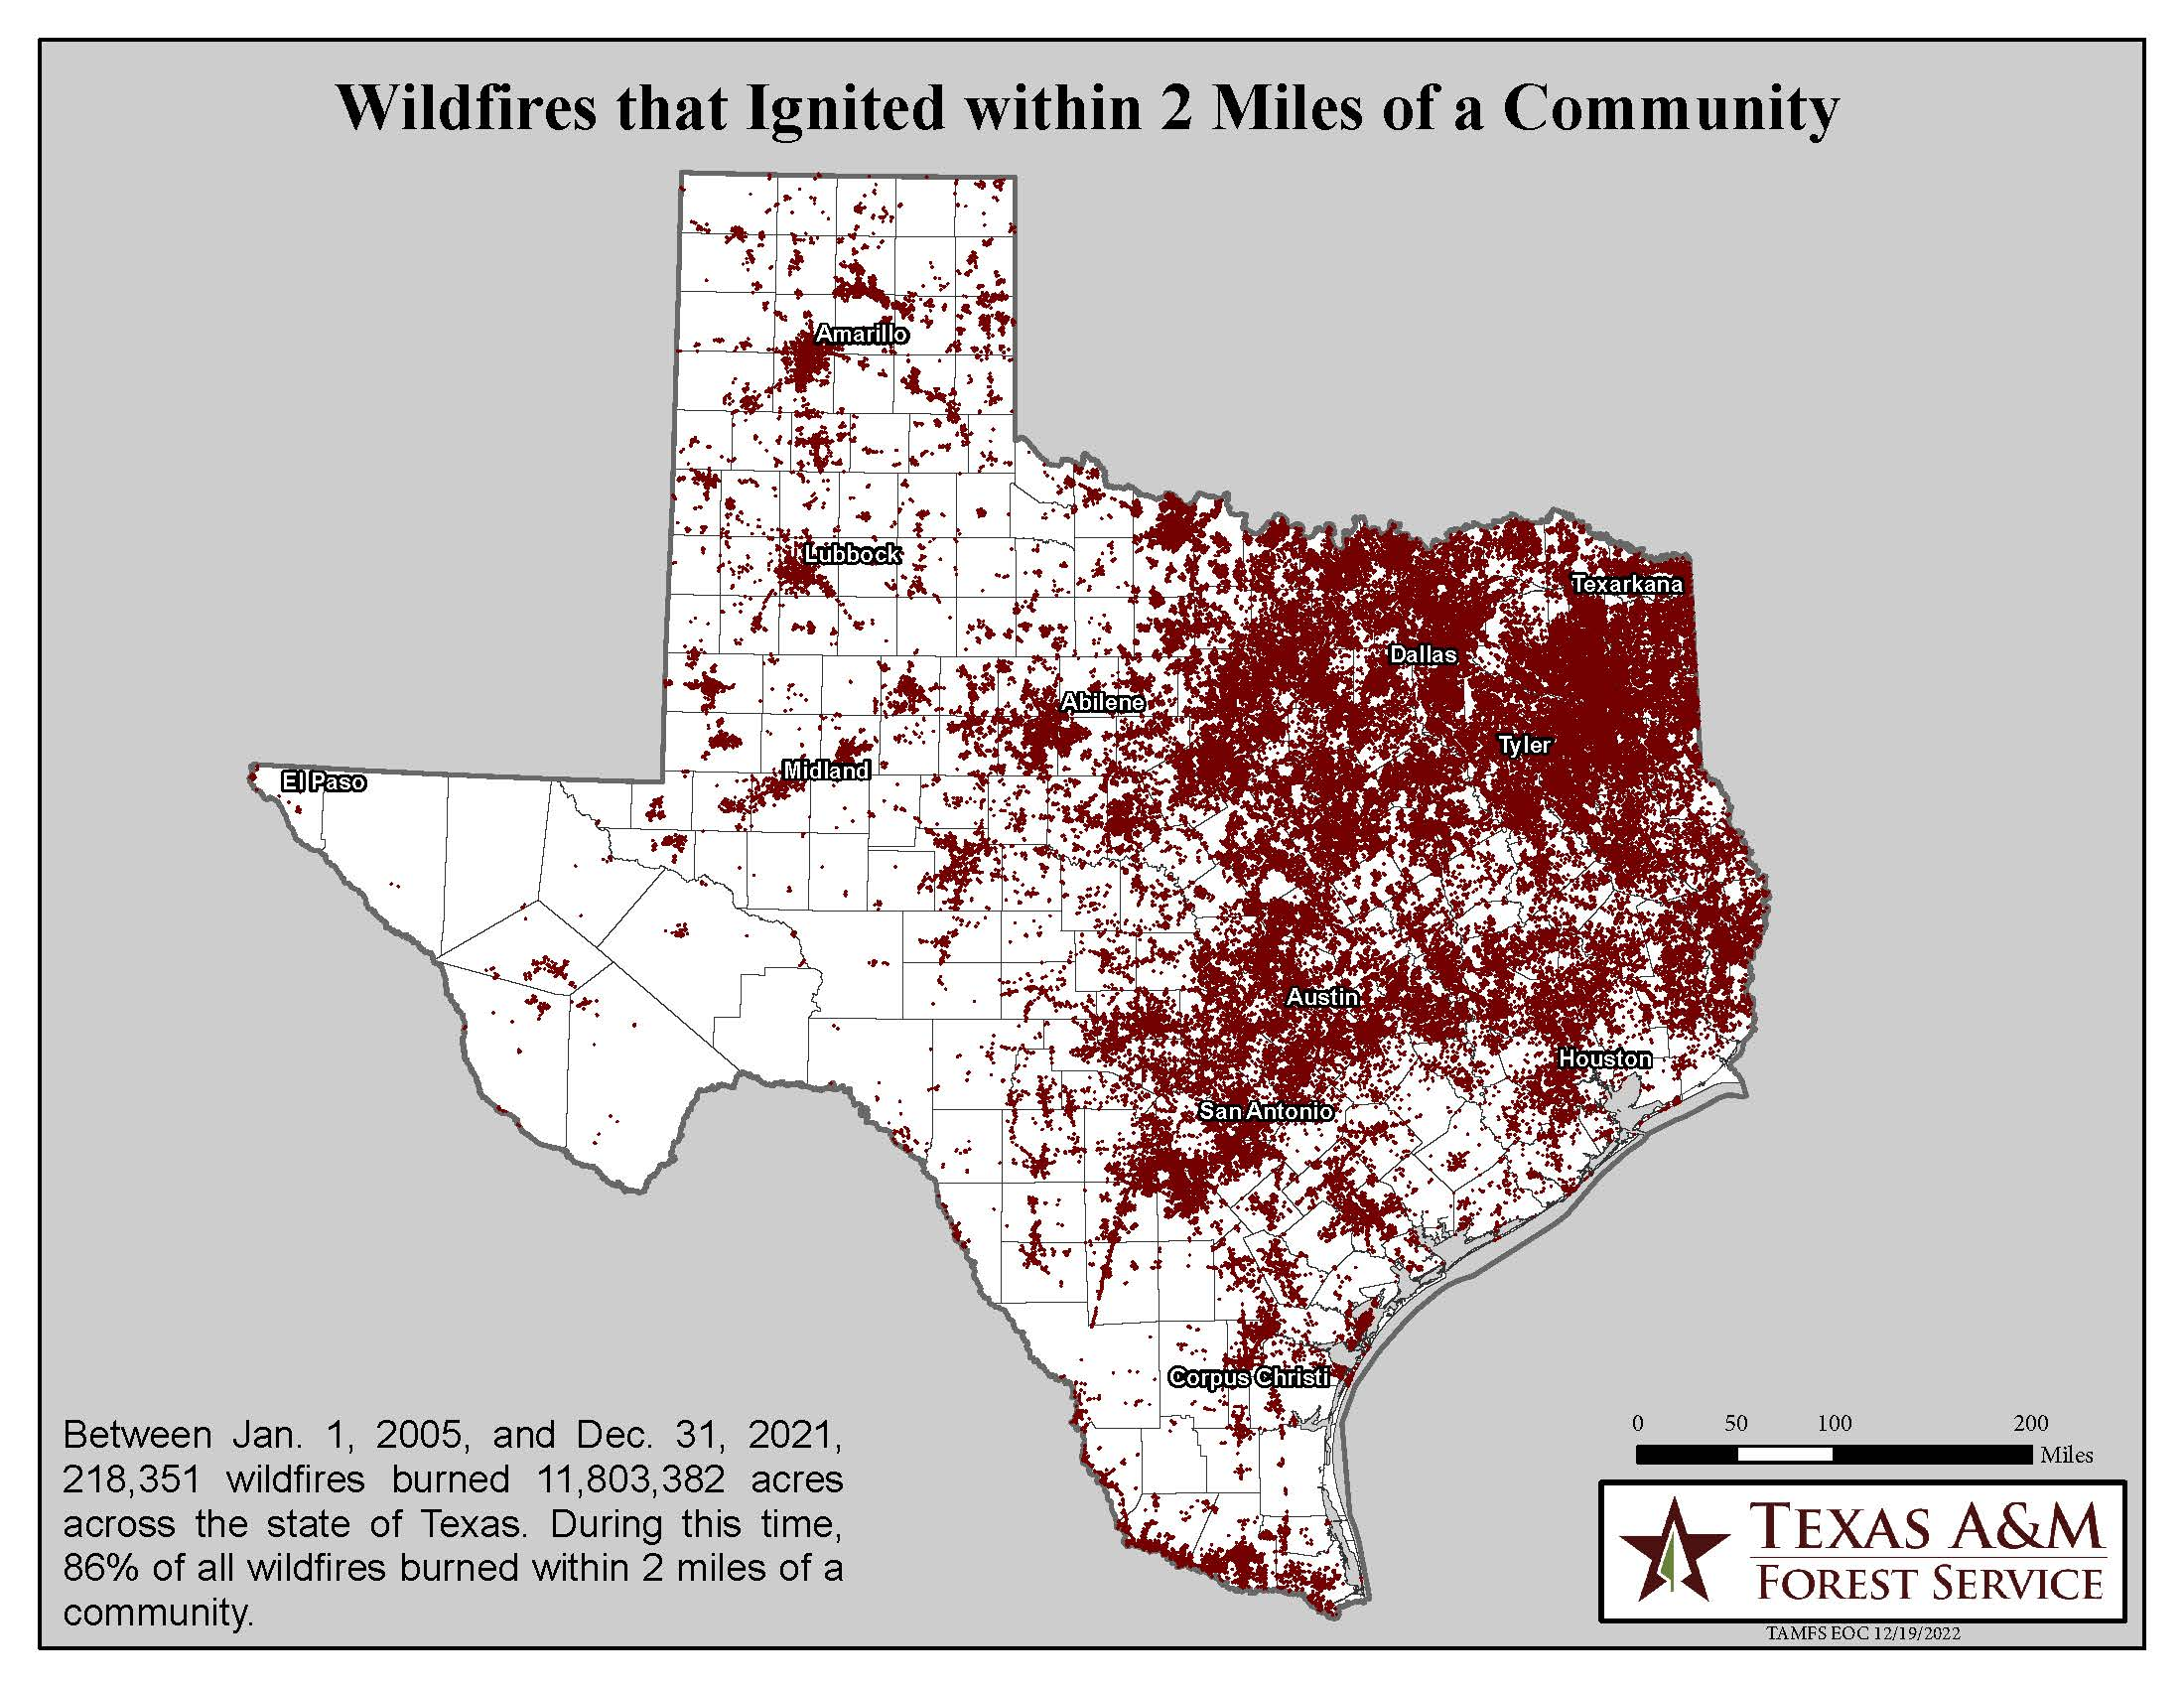 Wildfires that Ignited within 2 Miles of a Community
Amarillo
Lubbock
Texarkana
Dallas
Abilene
Tyler
Midland
El Paso
Austin
Houston
San Antonio
Corpus Christi
Between Jan. 1, 2005, and Dec. 31, 2021,
218,351 wildfires burned 11,803,382 acres
across the state of Texas. During this time,
86% of all wildfires burned within 2 miles of a
community.
0 50 100 200
Miles
TEXAS A&M
FOREST SERVICE
TAMFS EOC 12/19/2022